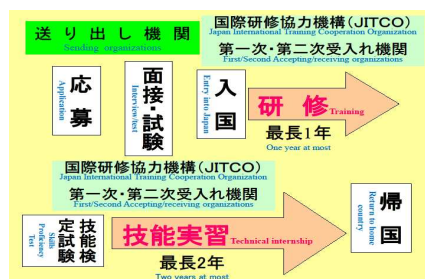 送り出し機関
Sending organizations
国際研修協力機構(JITCO)
Japan International Training Cooperation Organization
第一次・第二次受入れ機関
First/Second Accepting/receiving organizations
応募
Application
面接・試験
Interview/test
入国
Entry into Japan
研修 Training
最長1年
One year at most
国際研修協力機構(JITCO)
Japan International Training Cooperation Organization
第一次・第二次受入れ機関
First/Second Accepting/receiving organizations
技能検定試験
Skills Proficiency Test
技能実習 Technical internship
最長2年
Two years at most
帰国
Return to home country